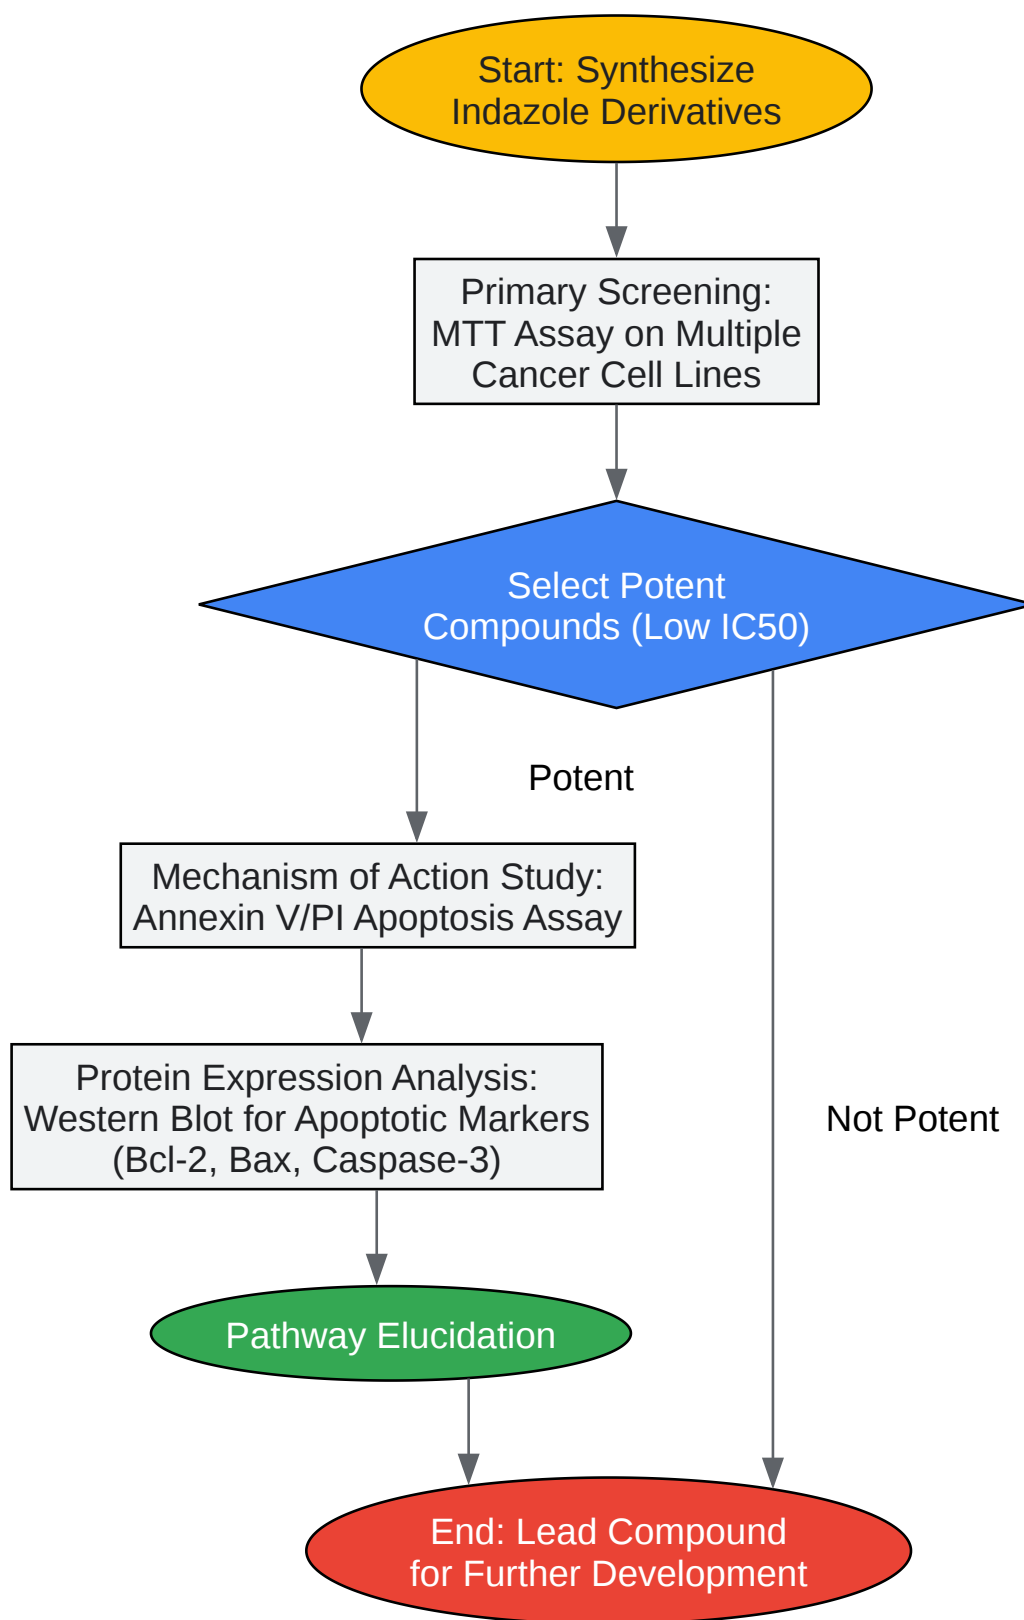 Start: Synthesize
Indazole Derivatives
Primary Screening:
MTT Assay on Multiple
Cancer Cell Lines
Select Potent
Compounds (Low IC50)
Potent
Mechanism of Action Study:
Annexin V/PI Apoptosis Assay
Protein Expression Analysis:
Western Blot for Apoptotic Markers
(Bcl-2, Bax, Caspase-3)
Not Potent
Pathway Elucidation
End: Lead Compound
for Further Development